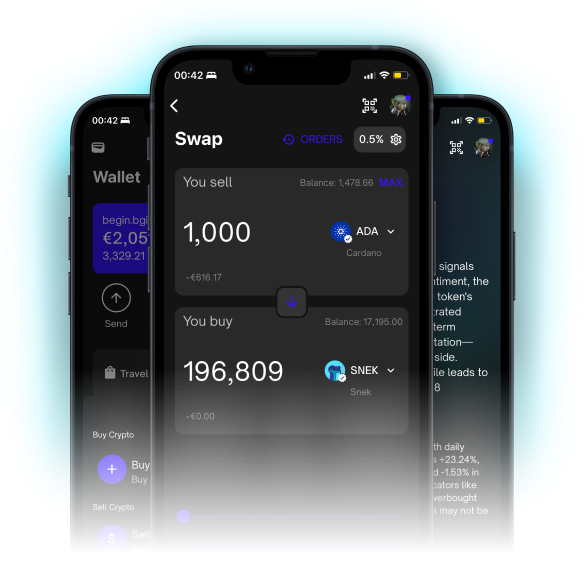 00:42
Wallet
begin.bgi
€2,05
3,329.21
Send
Travel
Buy Crypto
Buy
Buy
Sell Crypto
Sell
00:42
Swap
ORDERS
0.5%
You sell
Balance: 1,478.66 MAX
1,000
ADA
Cardano
~€616.17
You buy
Balance: 17,195.00
196,809
SNEK
Snek
~€0.00
signals
ntiment, the
token's
trated
term
tation—
side.
ile leads to
8
th daily
s +23.24%,
d -1.53% in
cators like
verbought
s may not be